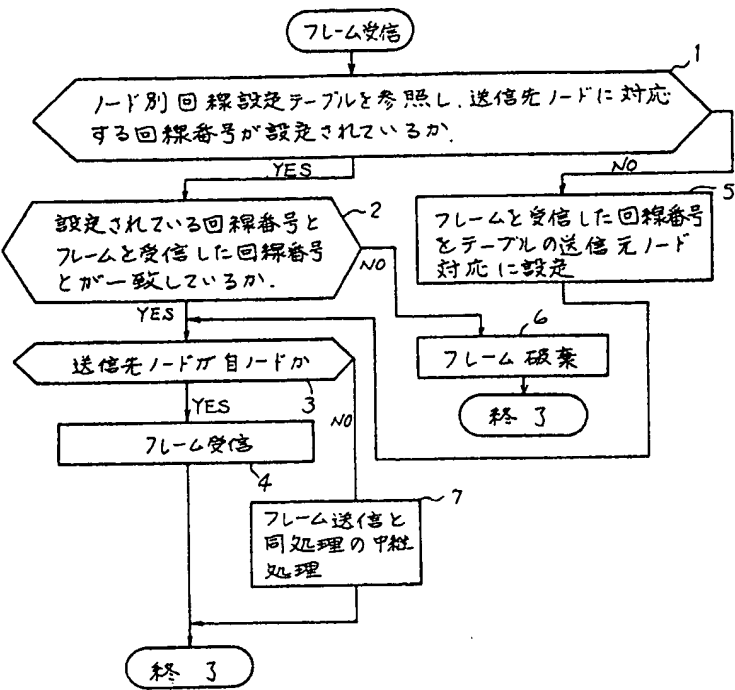 フレーム受信
1
ノード別回線設定テーブルを参照し、送信先ノードに対応
する回線番号が設定されているか.
YES
NO
2
設定されている回線番号と
フレームを受信した回線番号
とが一致しているか.
NO
YES
5
フレームを受信した回線番号
をテーブルの送信元ノード
対応に設定
6
フレーム破棄
終了
送信先ノードが自ノードか
3
YES
NO
フレーム受信
4
7
フレーム送信と
同処理の中継
処理
終了